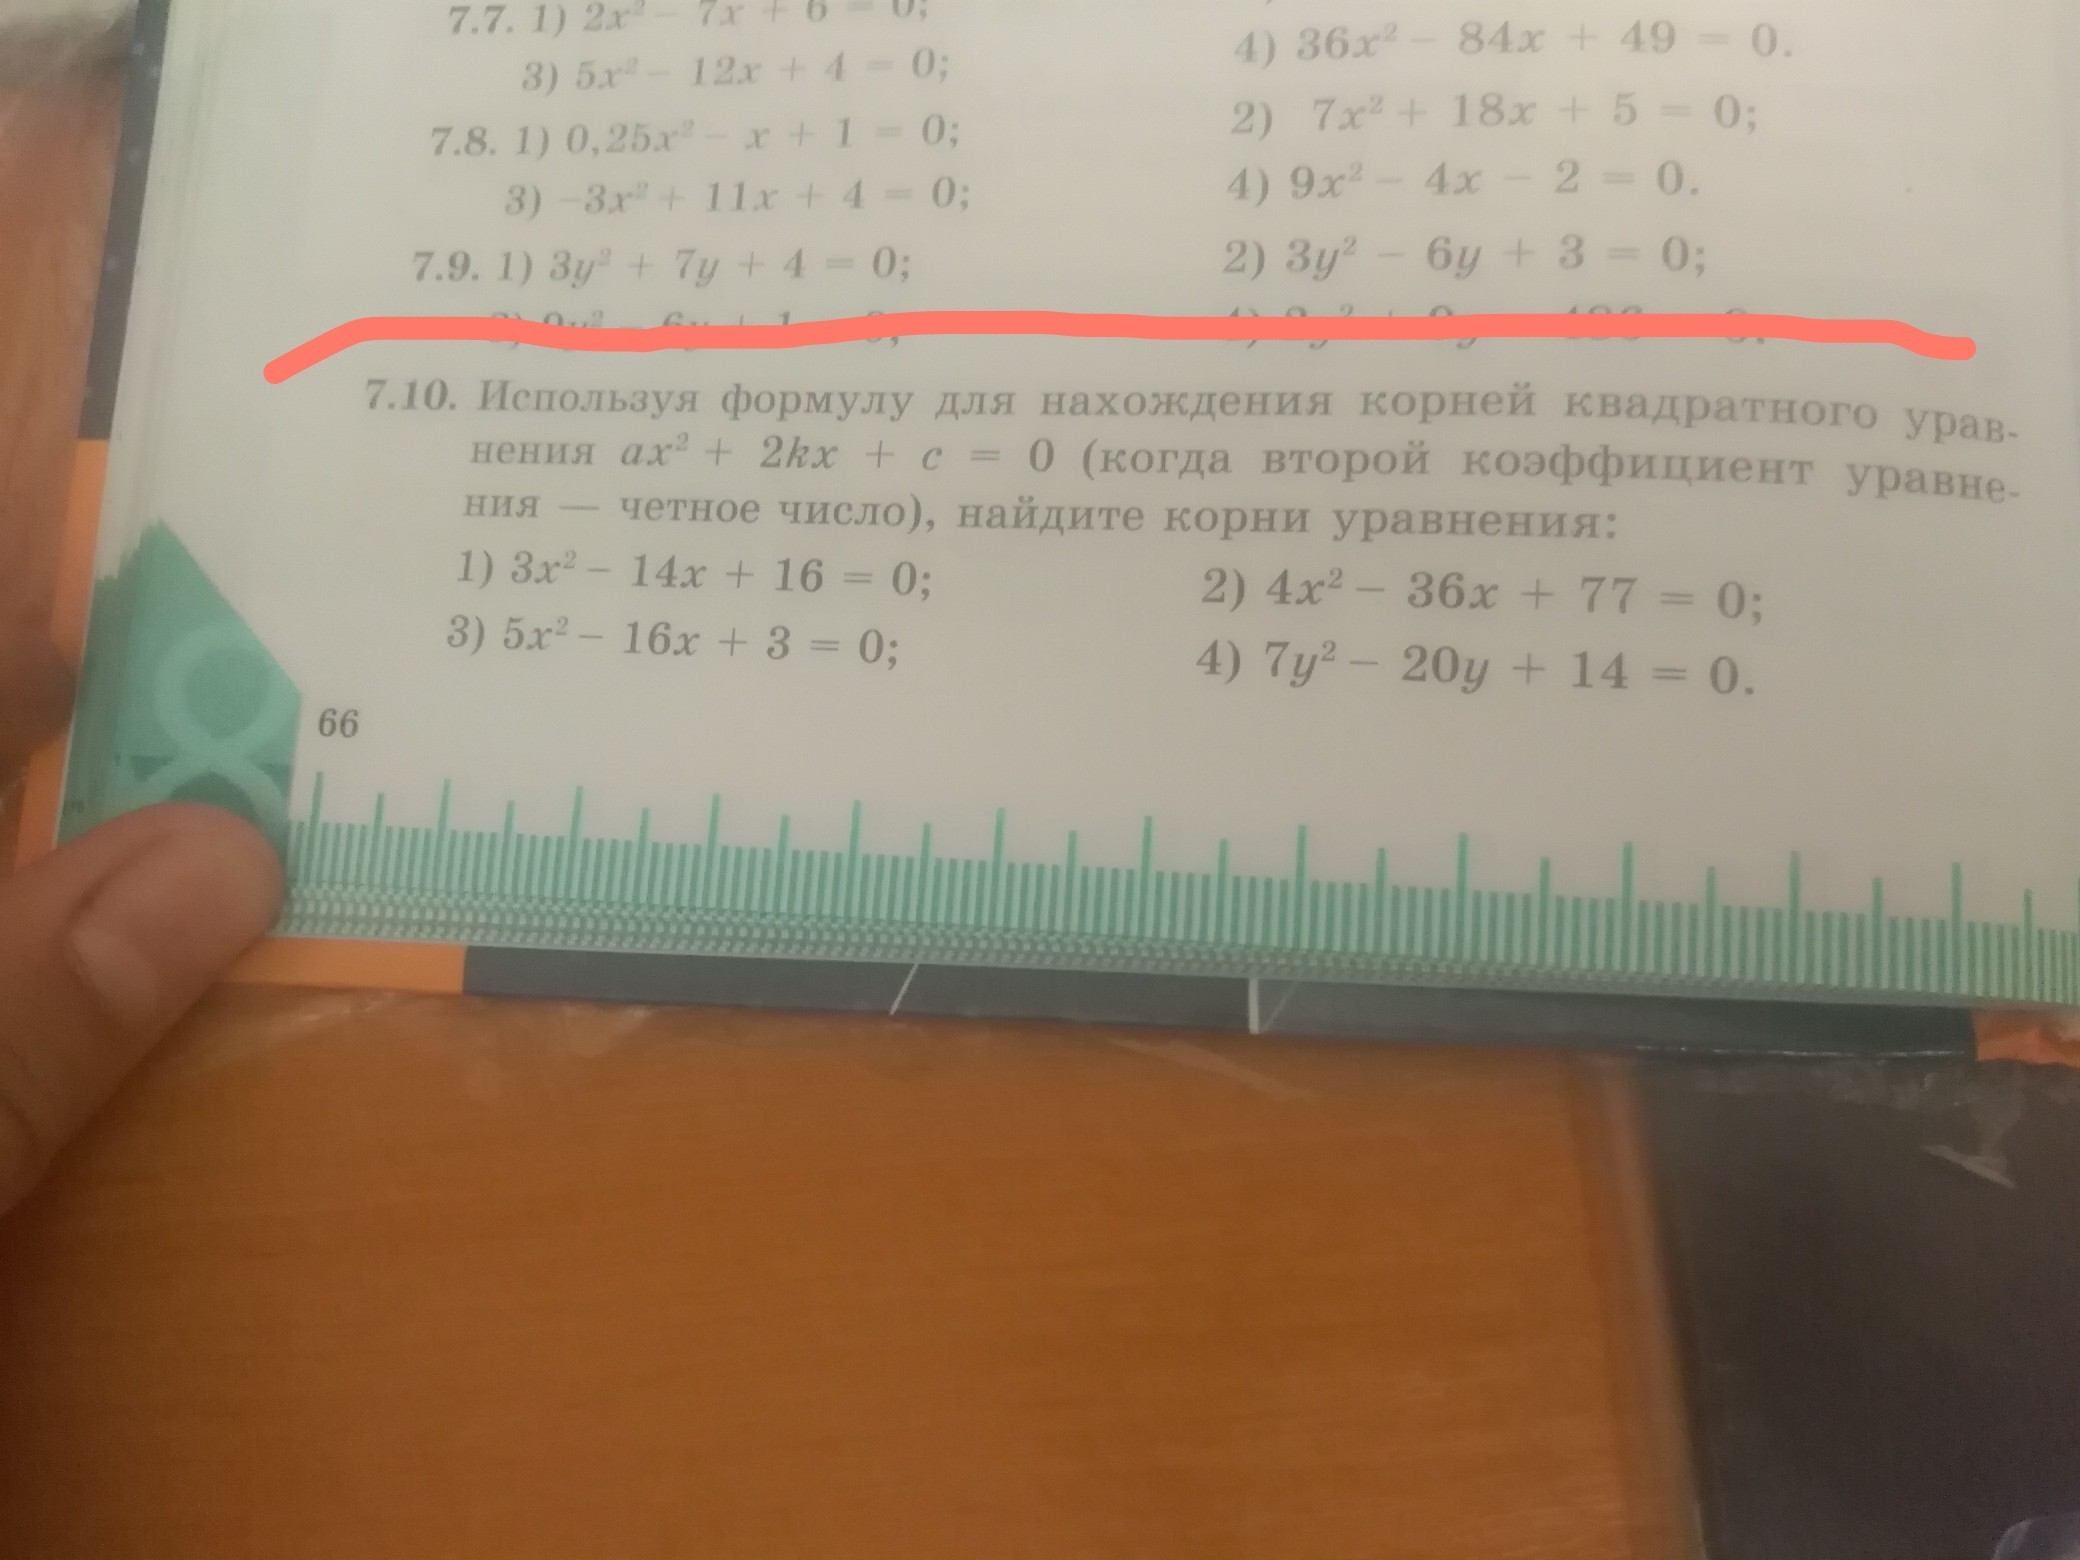 7.7. 1) 2x² − 7x + 6 = 0;
4) 36x² − 84x + 49 = 0.
3) 5x² − 12x + 4 = 0;
7.8. 1) 0,25x² − x + 1 = 0;
2) 7x² + 18x + 5 = 0;
3) −3x² + 11x + 4 = 0;
4) 9x² − 4x − 2 = 0.
7.9. 1) 3y² + 7y + 4 = 0;
2) 3y² − 6y + 3 = 0;
3) 9y² − 6y + 1 = 0;
7.10. Используя формулу для нахождения корней квадратного урав-
нения ax² + 2kx + c = 0 (когда второй коэффициент уравне-
ния — четное число), найдите корни уравнения:
1) 3x² − 14x + 16 = 0;
2) 4x² − 36x + 77 = 0;
3) 5x² − 16x + 3 = 0;
4) 7y² − 20y + 14 = 0.
66